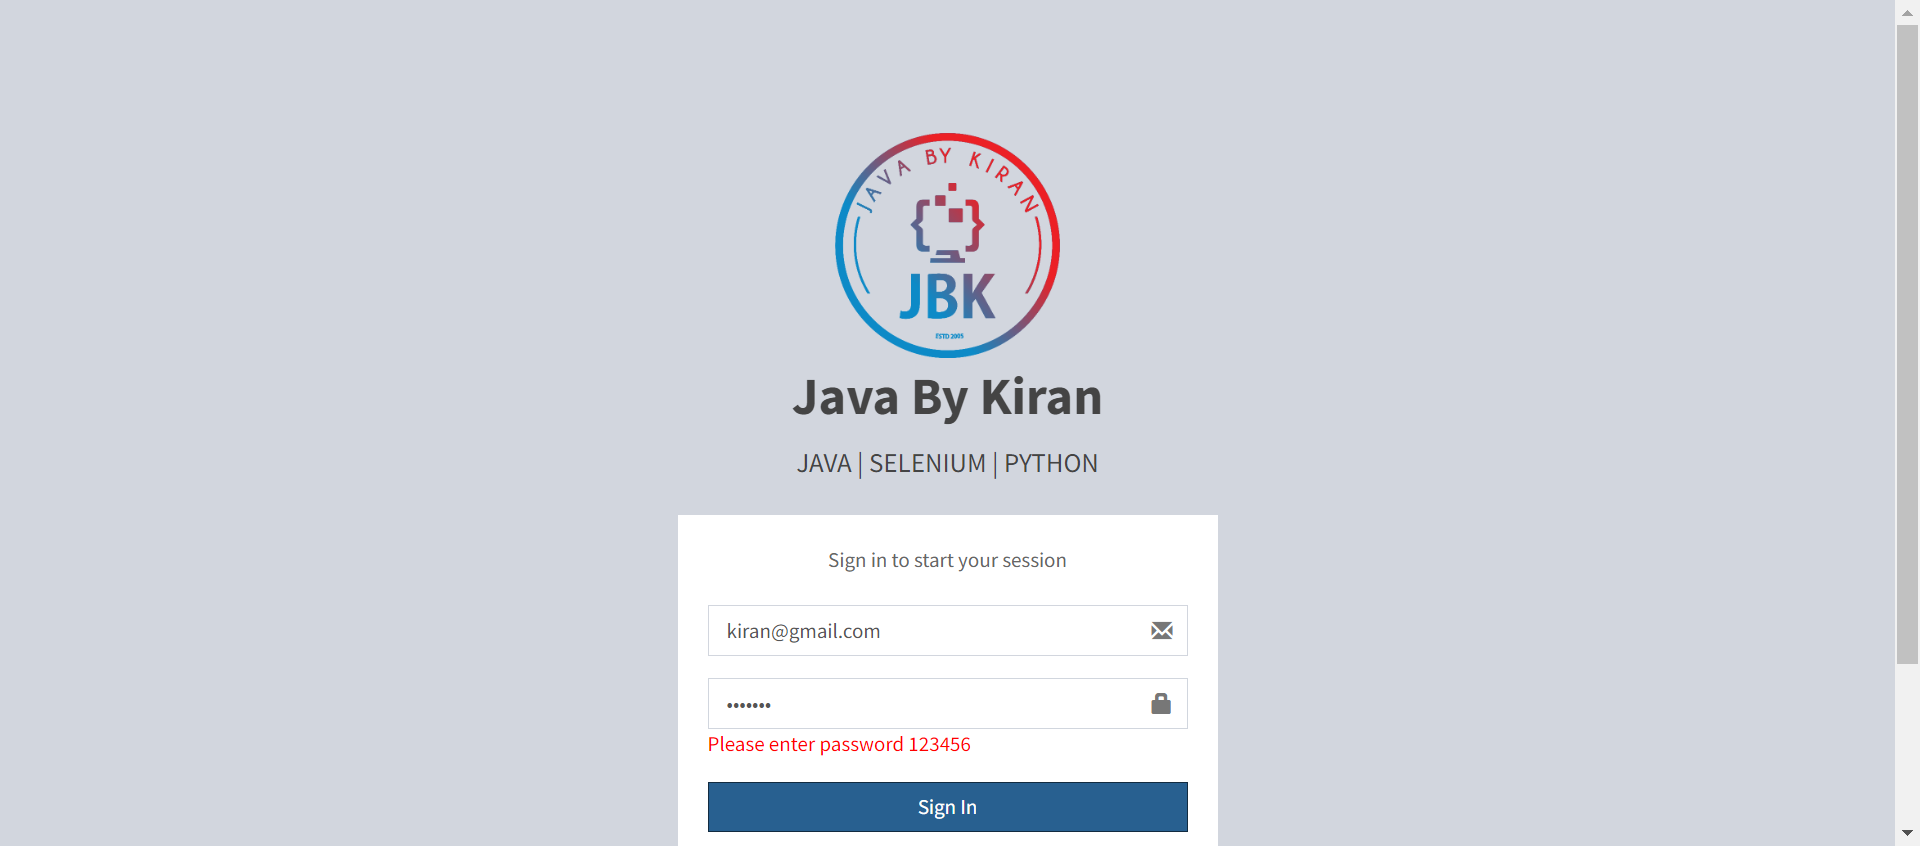 JAVA BY KIRAN
JBK
ESTD 2005
Java By Kiran
JAVA | SELENIUM | PYTHON
Sign in to start your session
kiran@gmail.com
•••••••
Please enter password 123456
Sign In